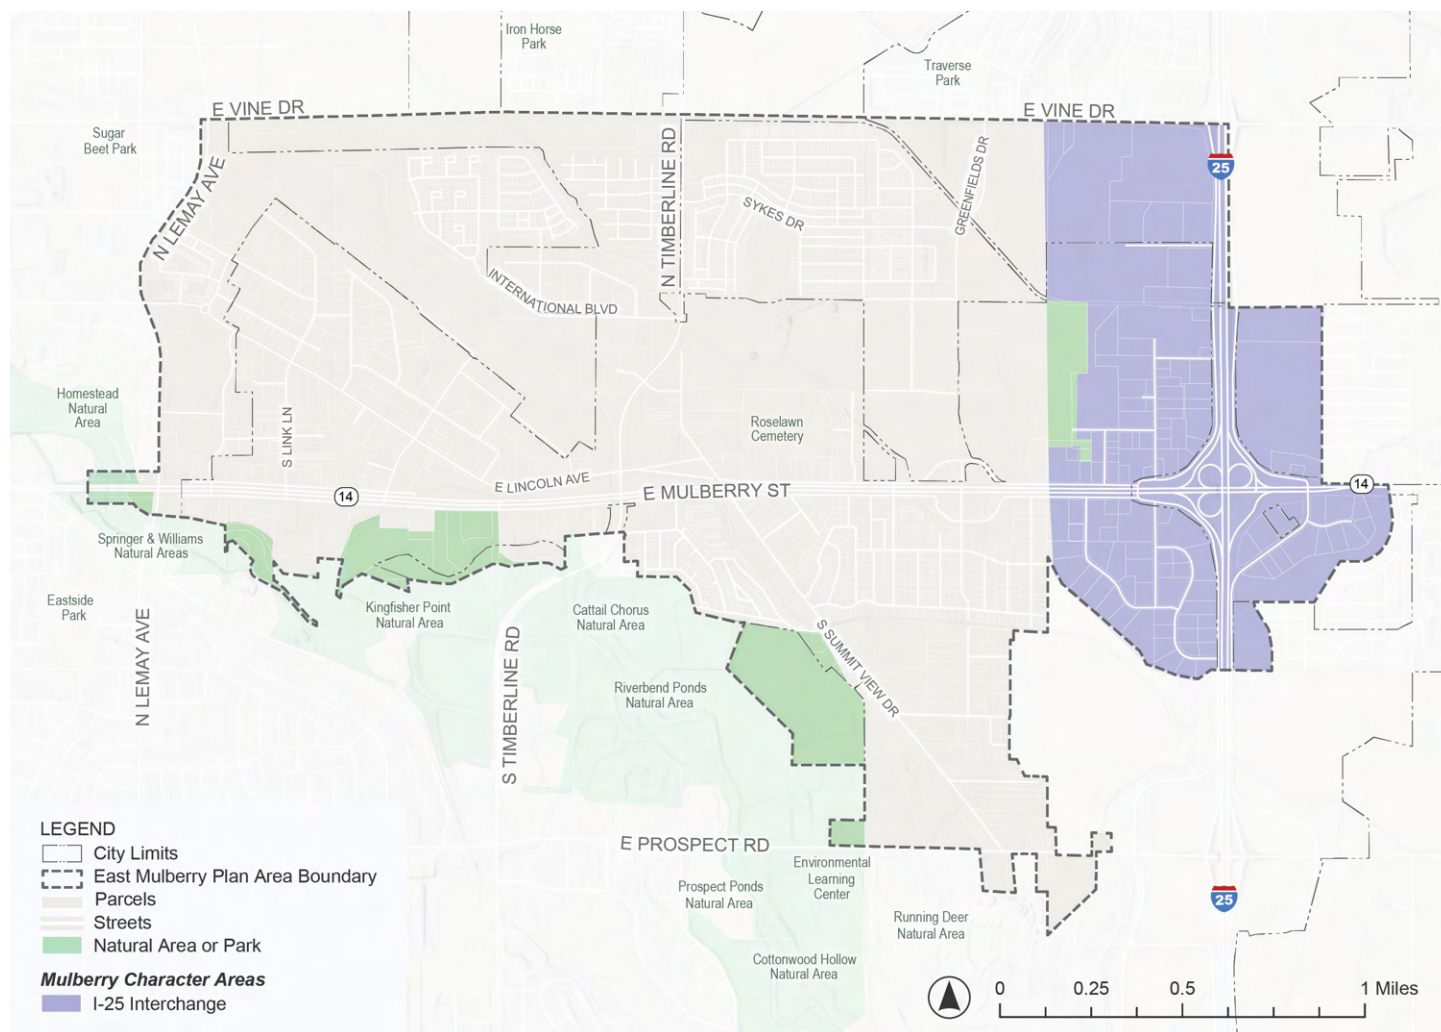 Iron Horse
Park
Traverse
Park
E VINE DR
E VINE DR
Sugar
Beet Park
N LEMAY AVE
N TIMBERLINE RD
SYKES DR
GREENFIELDS DR
25
INTERNATIONAL BLVD
Homestead
Natural
Area
S LINK LN
Roselawn
Cemetery
E LINCOLN AVE
E MULBERRY ST
14
14
Springer & Williams
Natural Areas
Eastside
Park
N LEMAY AVE
Kingfisher Point
Natural Area
Cattail Chorus
Natural Area
S TIMBERLINE RD
S SUMMIT VIEW DR
Riverbend Ponds
Natural Area
E PROSPECT RD
Environmental
Learning
Center
Prospect Ponds
Natural Area
Running Deer
Natural Area
Cottonwood Hollow
Natural Area
25
LEGEND
City Limits
East Mulberry Plan Area Boundary
Parcels
Streets
Natural Area or Park
Mulberry Character Areas
I-25 Interchange
0 0.25 0.5 1 Miles